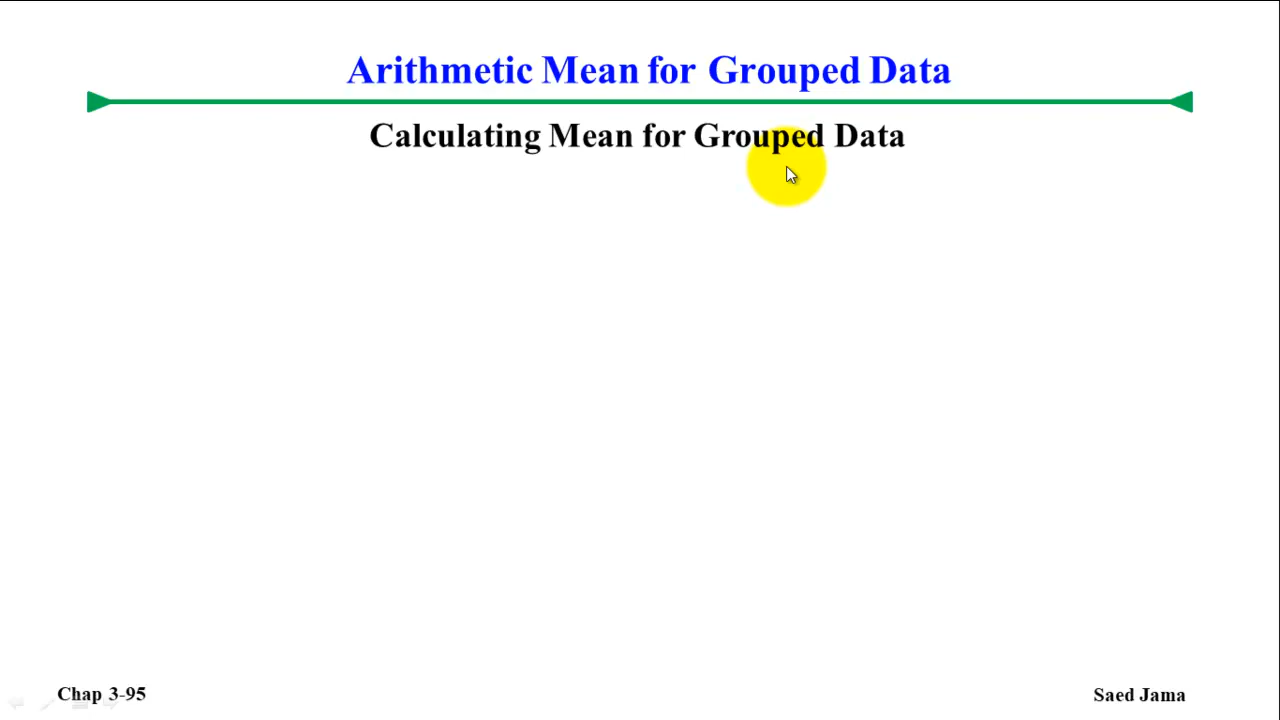 Arithmetic Mean for Grouped Data
Calculating Mean for Grouped Data
Chap 3-95
Saed Jama